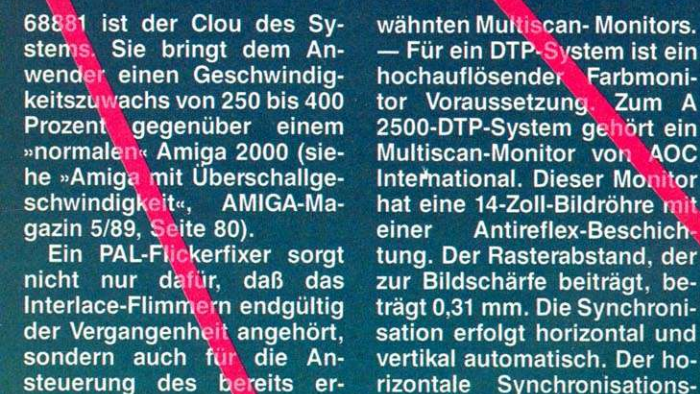 68881 ist der Clou des Sy-
stems. Sie bringt dem An-
wender einen Geschwindig-
keitszuwachs von 250 bis 400
Prozent gegenüber einem
»normalen« Amiga 2000 (sie-
he »Amiga mit Überschallge-
schwindigkeit«, AMIGA-Ma-
gazin 5/89, Seite 80).
Ein PAL-Flickerfixer sorgt
nicht nur dafür, daß das
Interlace-Flimmern endgültig
der Vergangenheit angehört,
sondern auch für die An-
steuerung des bereits er-
wähnten Multiscan- Monitors.
— Für ein DTP-System ist ein
hochauflösender Farbmoni-
tor Voraussetzung. Zum A
2500-DTP-System gehört ein
Multiscan-Monitor von AOC
International. Dieser Monitor
hat eine 14-Zoll-Bildröhre mit
einer Antireflex-Beschich-
tung. Der Rasterabstand, der
zur Bildschärfe beiträgt, be-
trägt 0,31 mm. Die Synchroni-
sation erfolgt horizontal und
vertikal automatisch. Der ho-
rizontale Synchronisations-